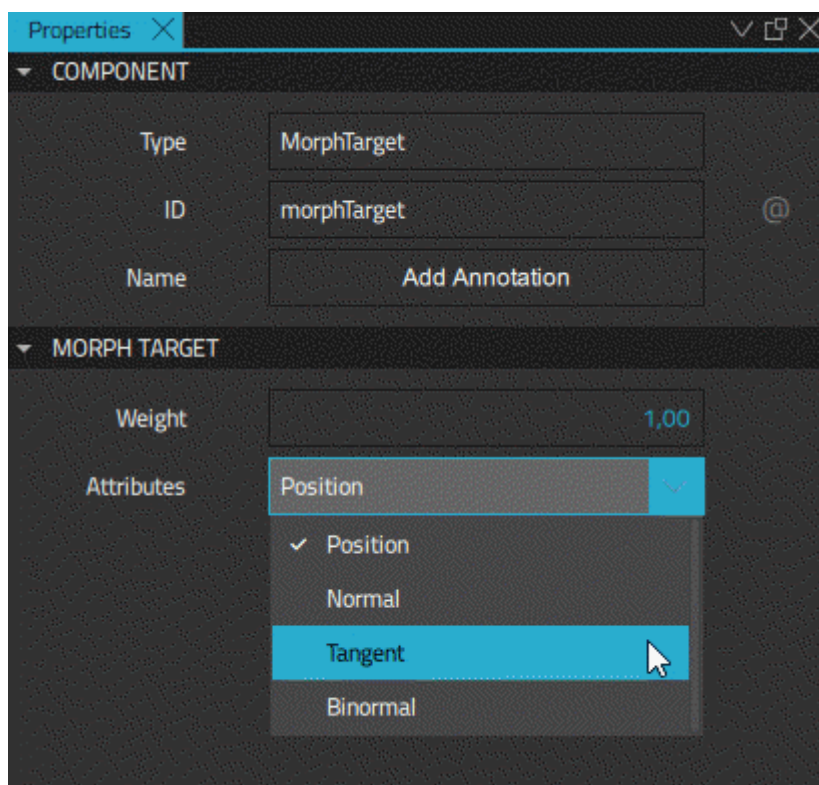 Properties
COMPONENT
Type MorphTarget
ID morphTarget @
Name Add Annotation
MORPH TARGET
Weight 1,00
Attributes Position
Position
Normal
Tangent
Binormal